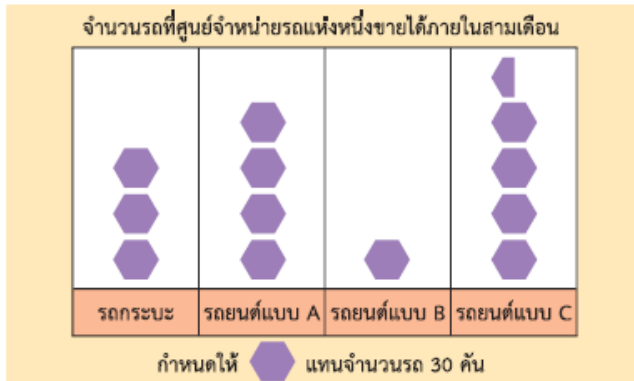 จำนวนรถที่ศูนย์จำหน่ายรถแห่งหนึ่งขายได้ภายในสามเดือน
รถกระบะ รถยนต์แบบ A รถยนต์แบบ B รถยนต์แบบ C
กำหนดให้ แทนจำนวนรถ 30 คัน